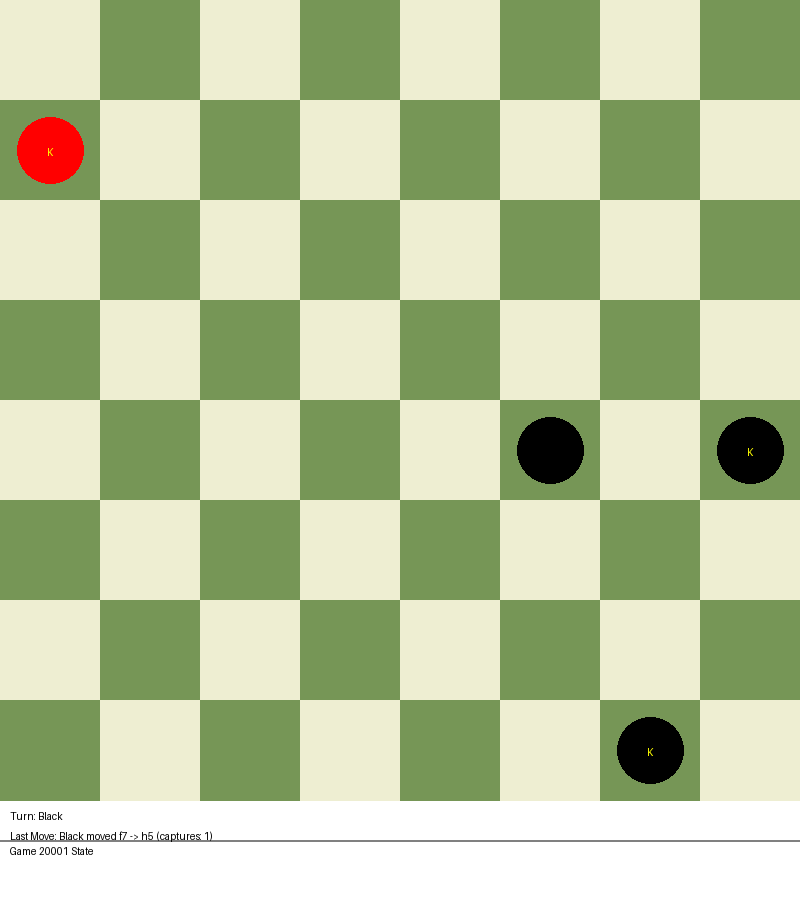 K
K
K
Turn: Black
Last Move: Black moved f7 -> h5 (captures: 1)
Game 20001 State